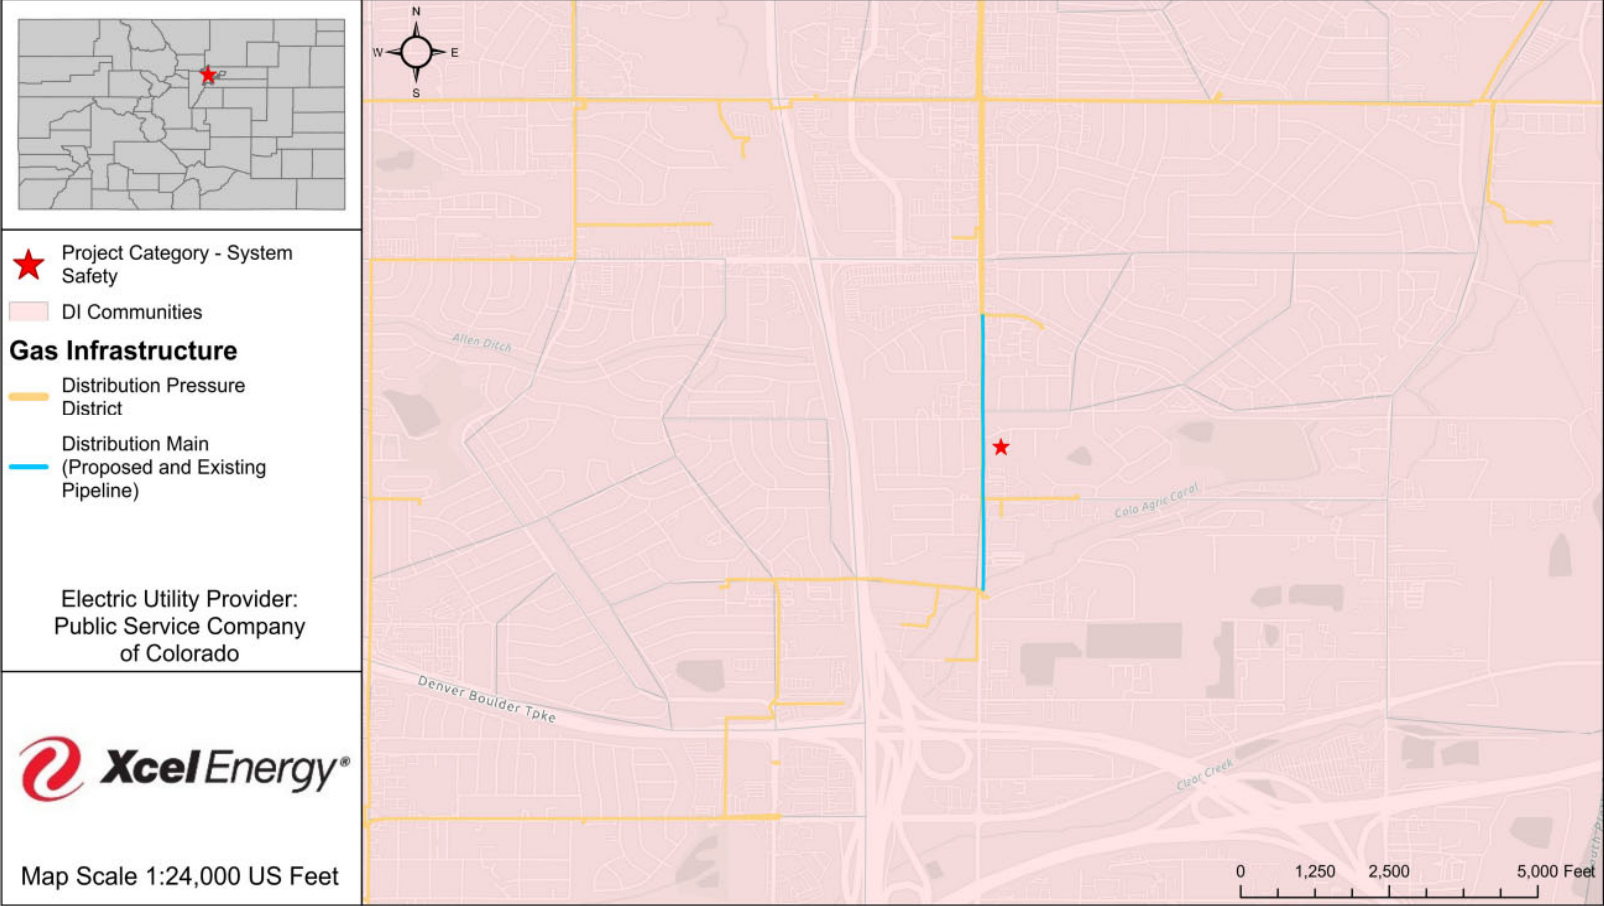 N
W E
S
Project Category - System
Safety
DI Communities
Gas Infrastructure
Distribution Pressure
District
Distribution Main
(Proposed and Existing
Pipeline)
Electric Utility Provider:
Public Service Company
of Colorado
Xcel Energy®
Map Scale 1:24,000 US Feet
Allen Ditch
Colo Agric Canal
Denver Boulder Tpke
Clear Creek
0 1,250 2,500 5,000 Feet